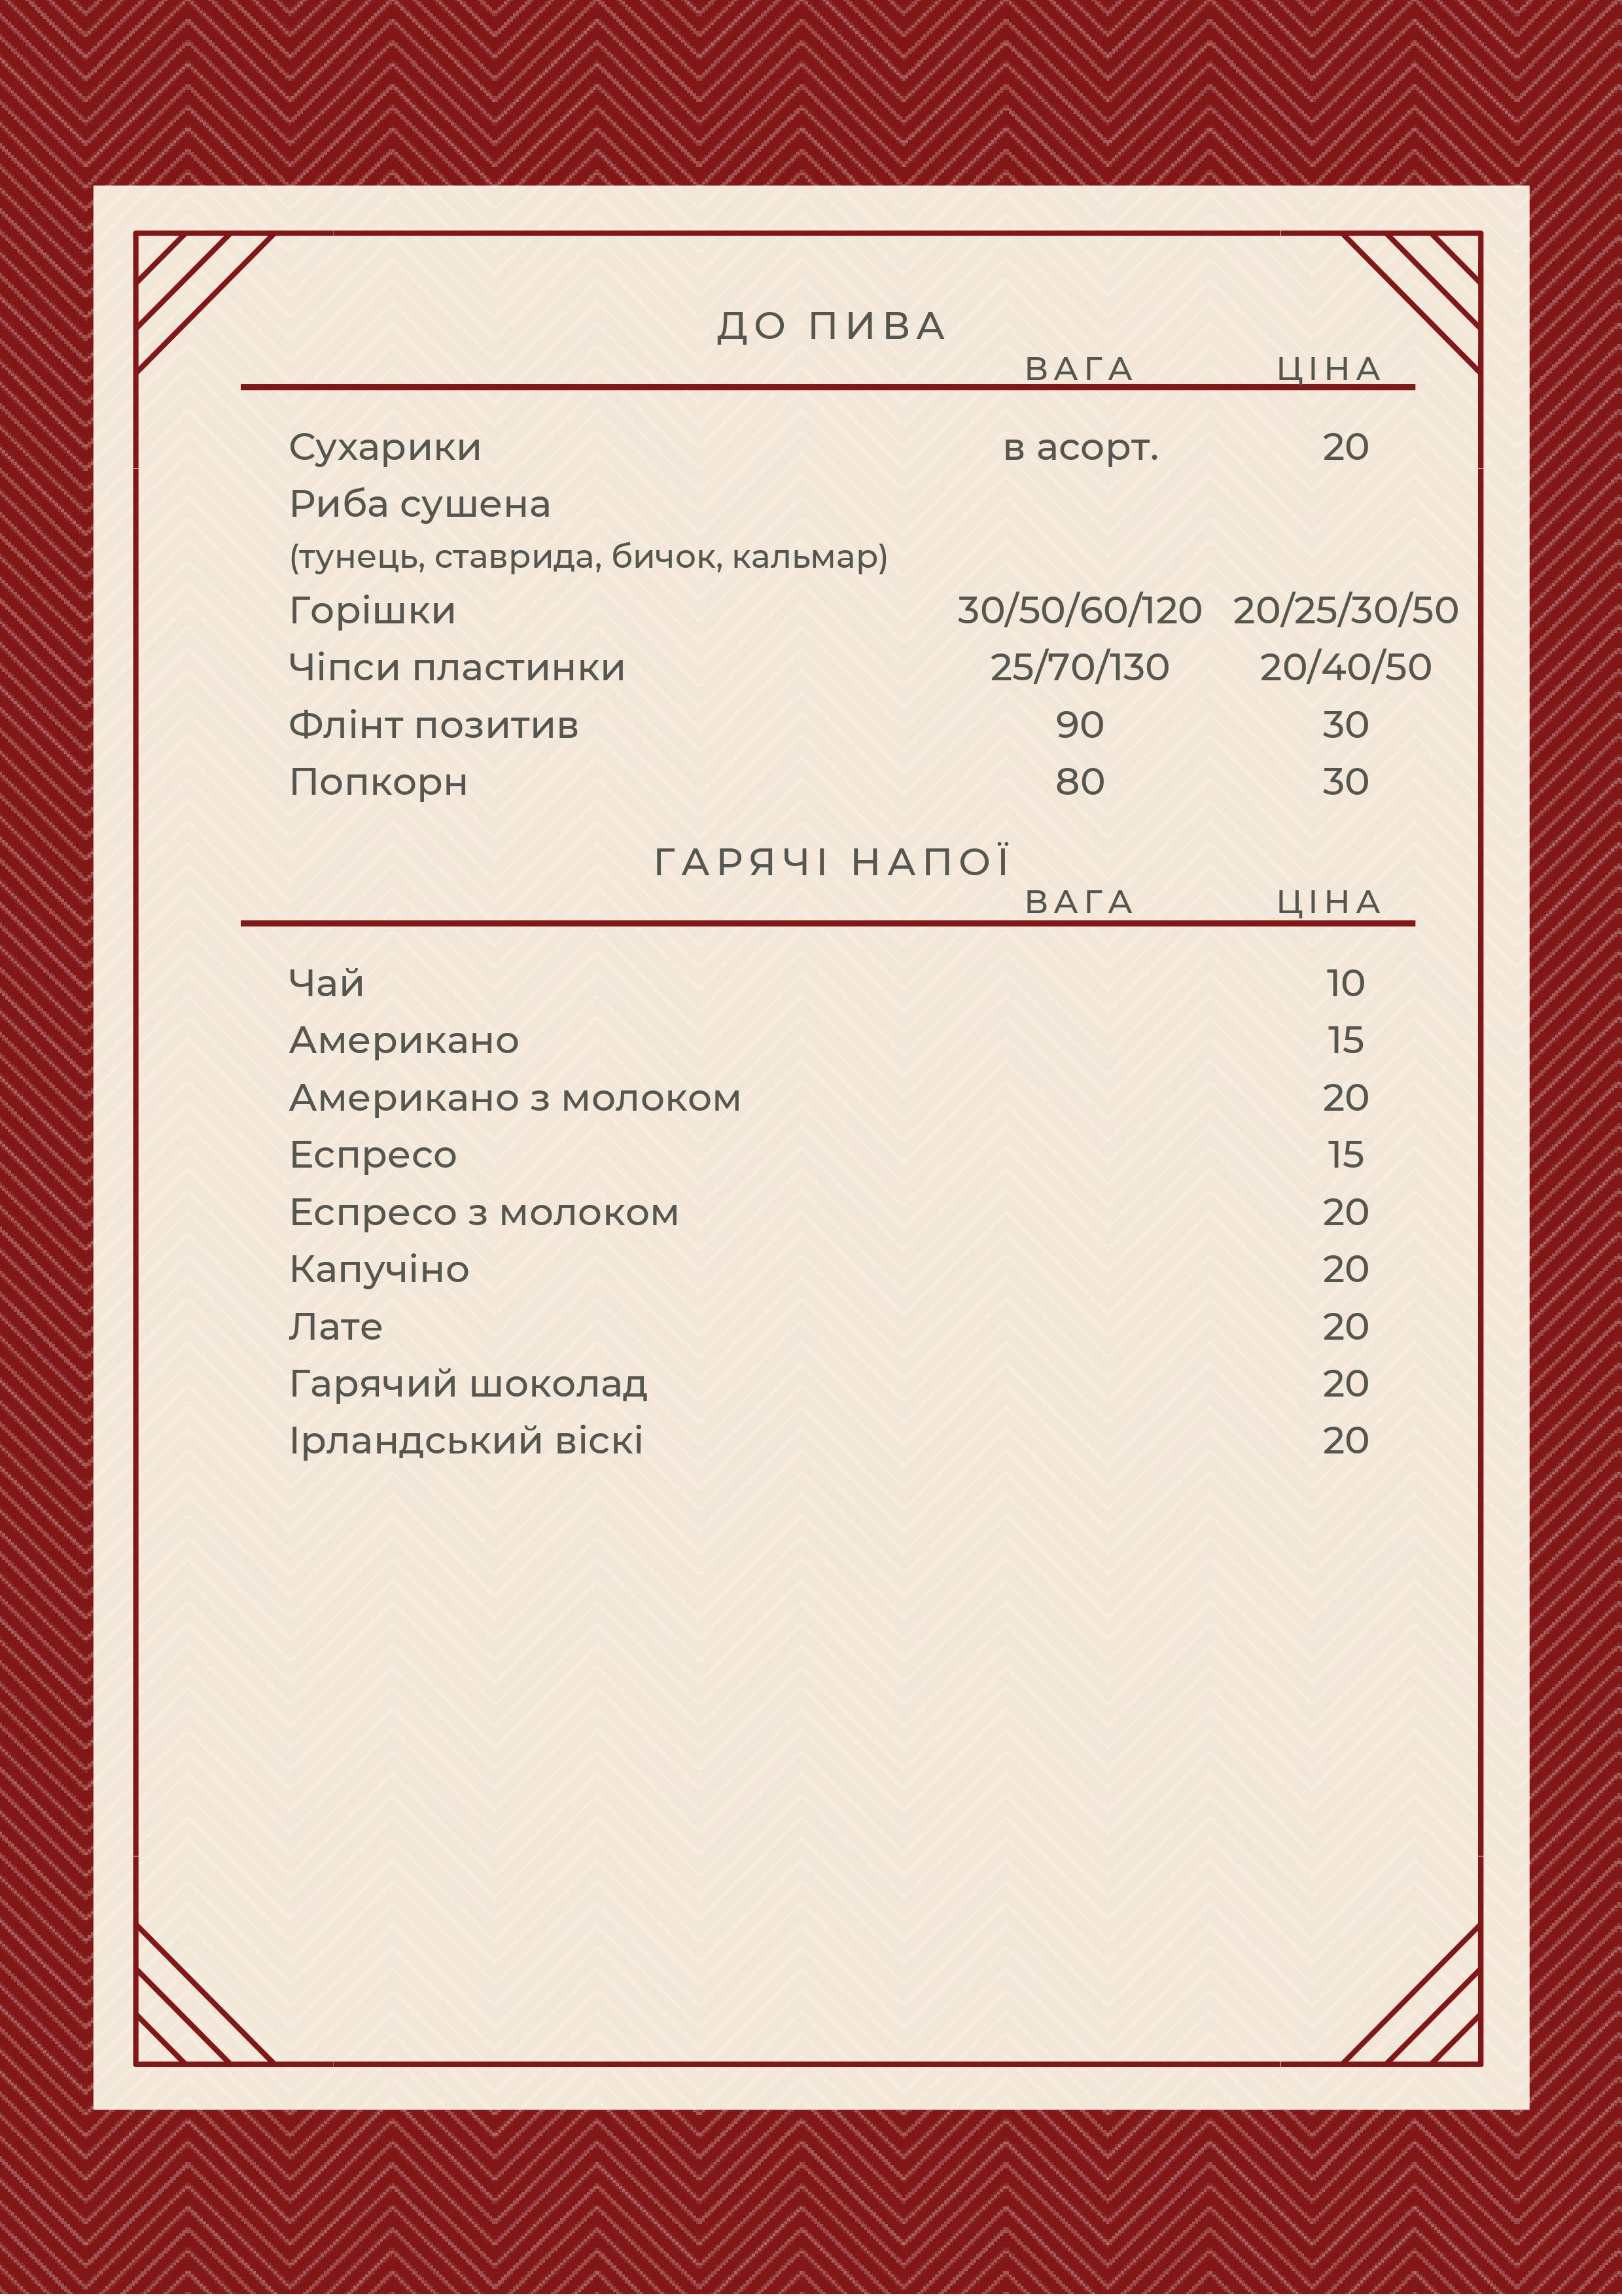 ДО ПИВА
ВАГА ЦІНА
Сухарики в асорт. 20
Риба сушена
(тунець, ставрида, бичок, кальмар)
Горішки 30/50/60/120 20/25/30/50
Чіпси пластинки 25/70/130 20/40/50
Флінт позитив 90 30
Попкорн 80 30
ГАРЯЧІ НАПОЇ
ВАГА ЦІНА
Чай 10
Американо 15
Американо з молоком 20
Еспресо 15
Еспресо з молоком 20
Капучіно 20
Лате 20
Гарячий шоколад 20
Ірландський віскі 20